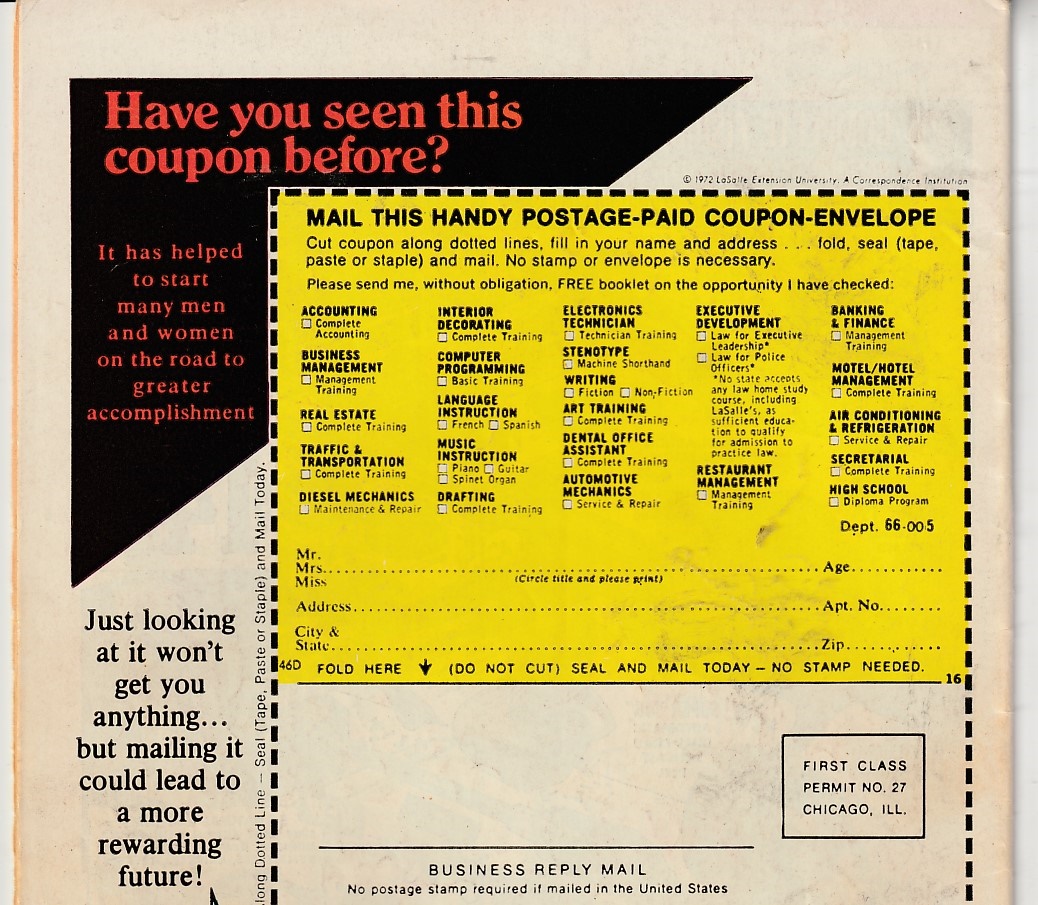 Have you seen this
coupon before?
© 1972 LaSalle Extension University, A Correspondence Institution
It has helped
to start
many men
and women
on the road to
greater
accomplishment
MAIL THIS HANDY POSTAGE-PAID COUPON-ENVELOPE
Cut coupon along dotted lines, fill in your name and address . . . fold, seal (tape,
paste or staple) and mail. No stamp or envelope is necessary.
Please send me, without obligation, FREE booklet on the opportunity I have checked:
ACCOUNTING
☐ Complete
Accounting
BUSINESS
MANAGEMENT
☐ Management
Training
REAL ESTATE
☐ Complete Training
TRAFFIC &
TRANSPORTATION
☐ Complete Training
DIESEL MECHANICS
☐ Maintenance & Repair
INTERIOR
DECORATING
☐ Complete Training
COMPUTER
PROGRAMMING
☐ Basic Training
LANGUAGE
INSTRUCTION
☐ French ☐ Spanish
MUSIC
INSTRUCTION
☐ Piano ☐ Guitar
☐ Spinet Organ
DRAFTING
☐ Complete Training
ELECTRONICS
TECHNICIAN
☐ Technician Training
STENOTYPE
☐ Machine Shorthand
WRITING
☐ Fiction ☐ Non-Fiction
ART TRAINING
☐ Complete Training
DENTAL OFFICE
ASSISTANT
☐ Complete Training
AUTOMOTIVE
MECHANICS
☐ Service & Repair
EXECUTIVE
DEVELOPMENT
☐ Law for Executive
Leadership*
☐ Law for Police
Officers*
*No state accepts
any law home study
course, including
LaSalle's, as
sufficient educa-
tion to qualify
for admission to
practice law.
RESTAURANT
MANAGEMENT
☐ Management
Training
BANKING
& FINANCE
☐ Management
Training
MOTEL/HOTEL
MANAGEMENT
☐ Complete Training
AIR CONDITIONING
& REFRIGERATION
☐ Service & Repair
SECRETARIAL
☐ Complete Training
HIGH SCHOOL
☐ Diploma Program
Dept. 66-005
Mr.
Mrs. Age
Miss (Circle title and please print)
Address Apt. No.
City &
State Zip
46D FOLD HERE ↓ (DO NOT CUT) SEAL AND MAIL TODAY – NO STAMP NEEDED.
16
long Dotted Line – Seal (Tape, Paste or Staple) and Mail Today.
Just looking
at it won't
get you
anything...
but mailing it
could lead to
a more
rewarding
future!
FIRST CLASS
PERMIT NO. 27
CHICAGO, ILL.
BUSINESS REPLY MAIL
No postage stamp required if mailed in the United States